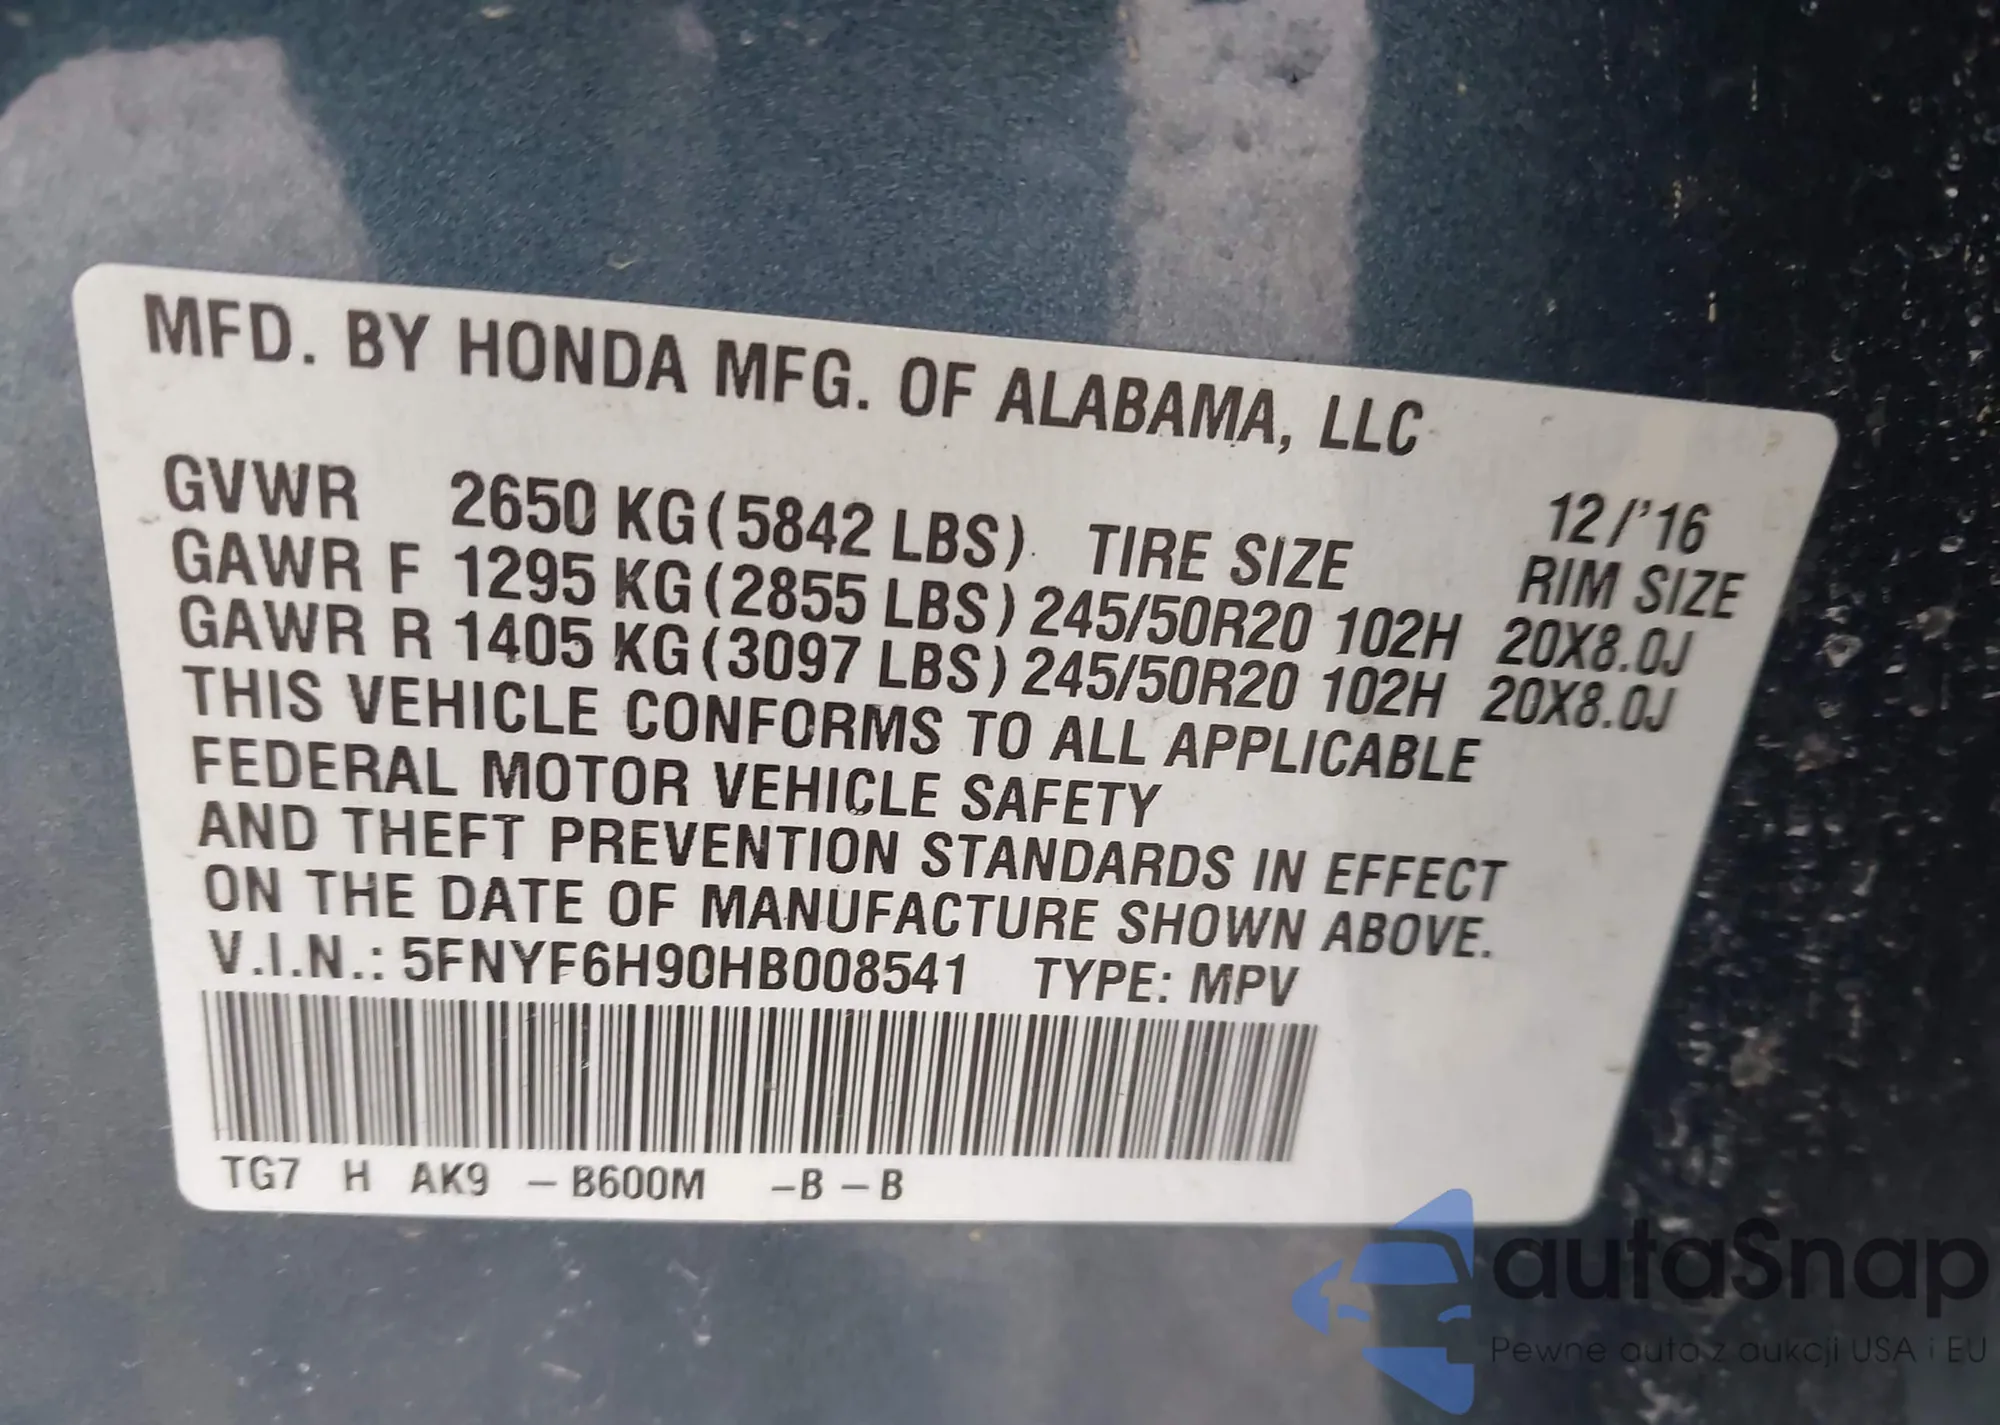 MFD. BY HONDA MFG. OF ALABAMA, LLC
12/'16
GVWR 2650 KG (5842 LBS) TIRE SIZE RIM SIZE
GAWR F 1295 KG (2855 LBS) 245/50R20 102H 20X8.0J
GAWR R 1405 KG (3097 LBS) 245/50R20 102H 20X8.0J
THIS VEHICLE CONFORMS TO ALL APPLICABLE
FEDERAL MOTOR VEHICLE SAFETY
AND THEFT PREVENTION STANDARDS IN EFFECT
ON THE DATE OF MANUFACTURE SHOWN ABOVE.
V.I.N.: 5FNYF6H90HB008541 TYPE: MPV
TG7 H AK9 – B600M –B – B
autaSnap
Pewne auta z aukcji USA i EU